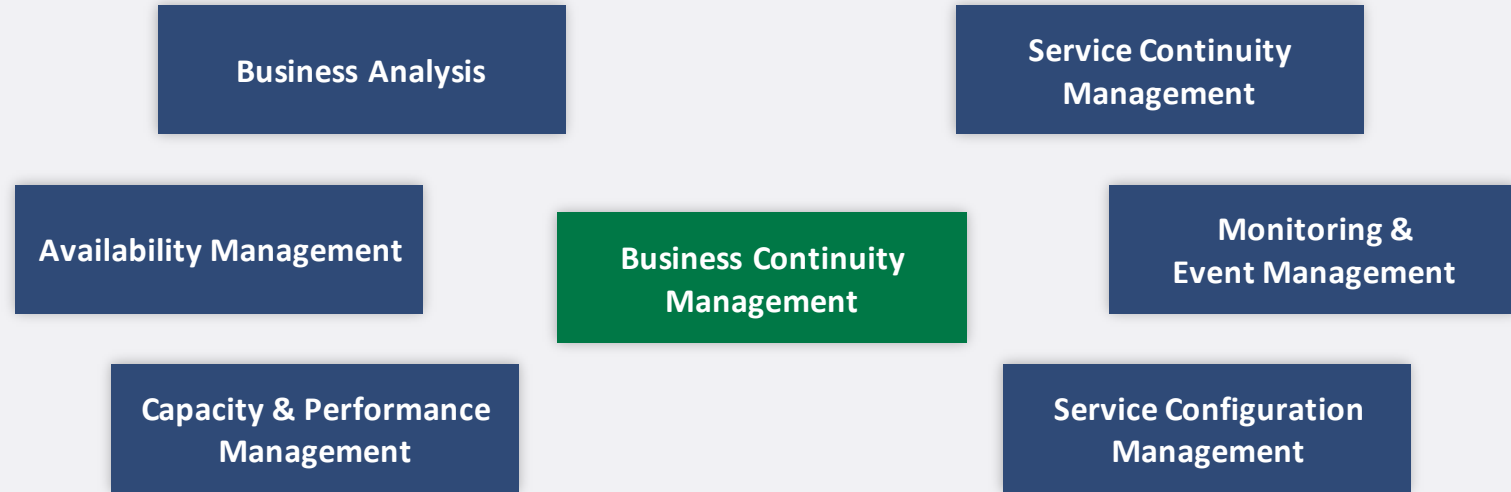 Business Analysis
Service Continuity
Management
Availability Management
Business Continuity
Management
Monitoring &
Event Management
Capacity & Performance
Management
Service Configuration
Management